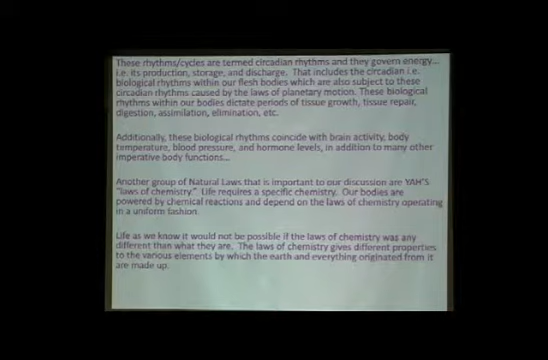 These rhythms/cycles are termed circadian rhythms and they govern energy...
i.e. its production, storage, and discharge.  That includes the circadian i.e.
biological rhythms within our flesh bodies which are also subject to these
circadian rhythms caused by the laws of planetary motion. These biological
rhythms within our bodies dictate periods of tissue growth, tissue repair,
digestion, assimilation, elimination, etc.
Additionally, these biological rhythms coincide with brain activity, body
temperature, blood pressure, and hormone levels, in addition to many other
imperative body functions...
Another group of Natural Laws that is important to our discussion are YAH'S
"laws of chemistry."  Life requires a specific chemistry.  Our bodies are
powered by chemical reactions and depend on the laws of chemistry operating
in a uniform fashion.
Life as we know it would not be possible if the laws of chemistry was any
different than what they are.  The laws of chemistry gives different properties
to the various elements by which the earth and everything originated from it
are made up.